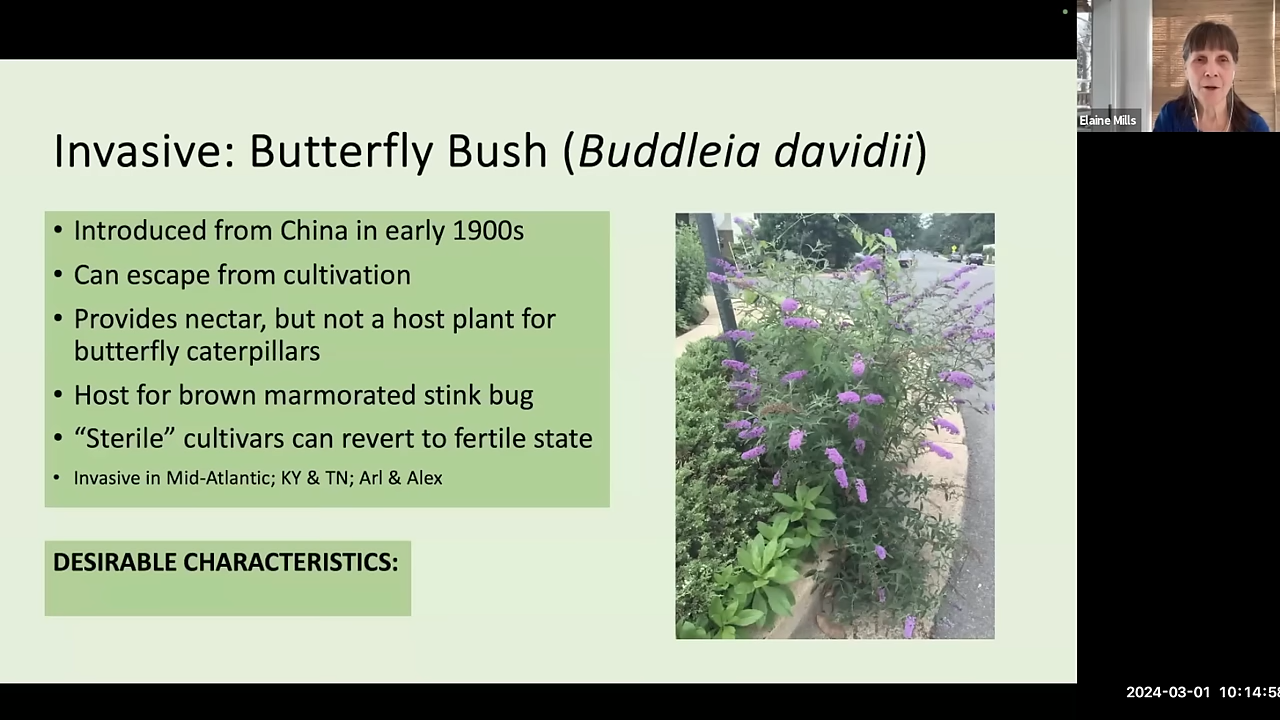 Invasive: Butterfly Bush (Buddleia davidii)
• Introduced from China in early 1900s
• Can escape from cultivation
• Provides nectar, but not a host plant for
butterfly caterpillars
• Host for brown marmorated stink bug
• “Sterile” cultivars can revert to fertile state
• Invasive in Mid-Atlantic; KY & TN; Arl & Alex
DESIRABLE CHARACTERISTICS:
Elaine Mills
2024-03-01 10:14:58